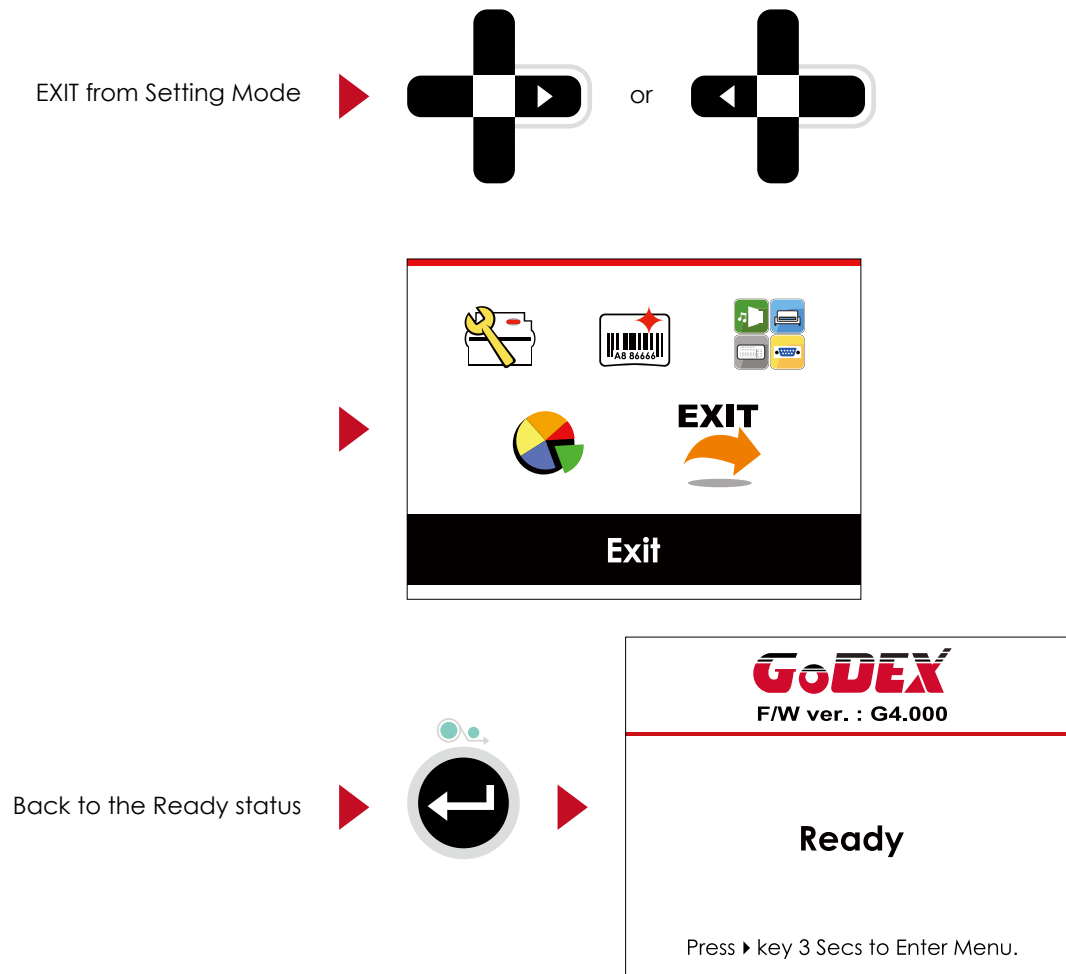 EXIT from Setting Mode
or
A8 86666
EXIT
Exit
GoDEX
F/W ver. : G4.000
Back to the Ready status
Ready
Press ▸ key 3 Secs to Enter Menu.